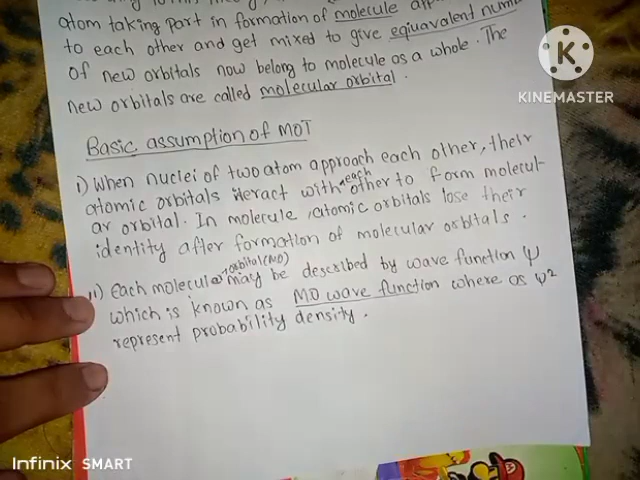 atom taking part in formation of molecule
to each other and get mixed to give equiavalent
of new orbitals now belong to molecule as a whole. The
new orbitals are called molecular orbital.
Basic assumption of MOT
i) When nuclei of two atom approach each other, their
atomic orbitals iteract with each other to form molecul-
ar orbital. In molecule, atomic orbitals lose their
identity after formation of molecular orbitals.
ii) Each molecular orbital(MO) may be described by wave function ψ
which is known as MO wave function where as ψ²
represent probability density.
KINEMASTER
Infinix SMART